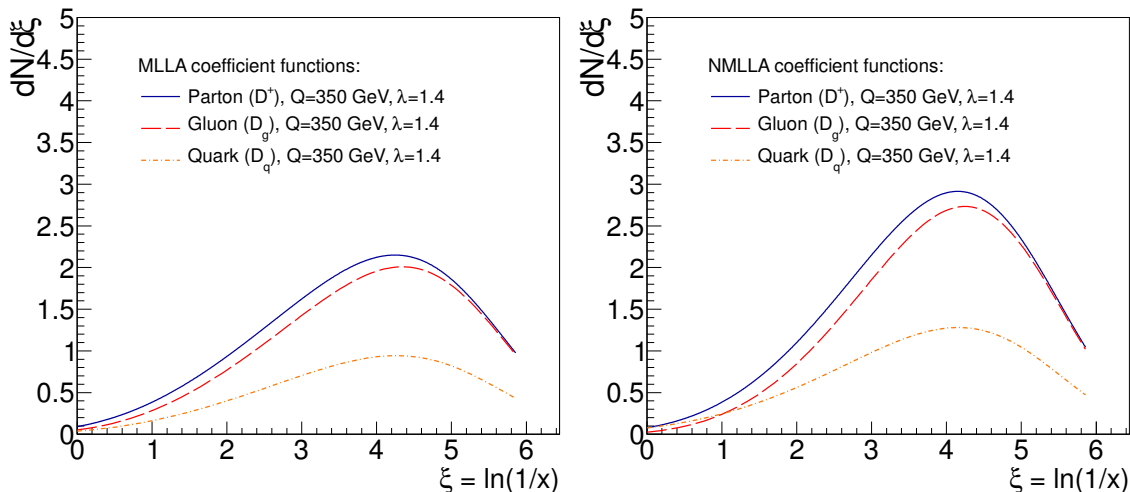 dN/dξ
5
4.5
4
3.5
3
2.5
2
1.5
1
0.5
0
MLLA coefficient functions:
Parton (D⁺), Q=350 GeV, λ=1.4
Gluon (D_g), Q=350 GeV, λ=1.4
Quark (D_q), Q=350 GeV, λ=1.4
0 1 2 3 4 5 6
ξ = ln(1/x)
dN/dξ
5
4.5
4
3.5
3
2.5
2
1.5
1
0.5
0
NMLLA coefficient functions:
Parton (D⁺), Q=350 GeV, λ=1.4
Gluon (D_g), Q=350 GeV, λ=1.4
Quark (D_q), Q=350 GeV, λ=1.4
0 1 2 3 4 5 6
ξ = ln(1/x)